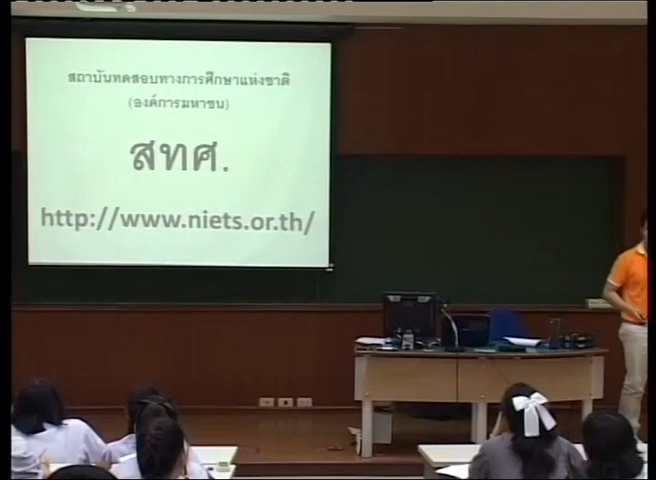 สถาบันทดสอบทางการศึกษาแห่งชาติ
(องค์การมหาชน)
สทศ.
http://www.niets.or.th/